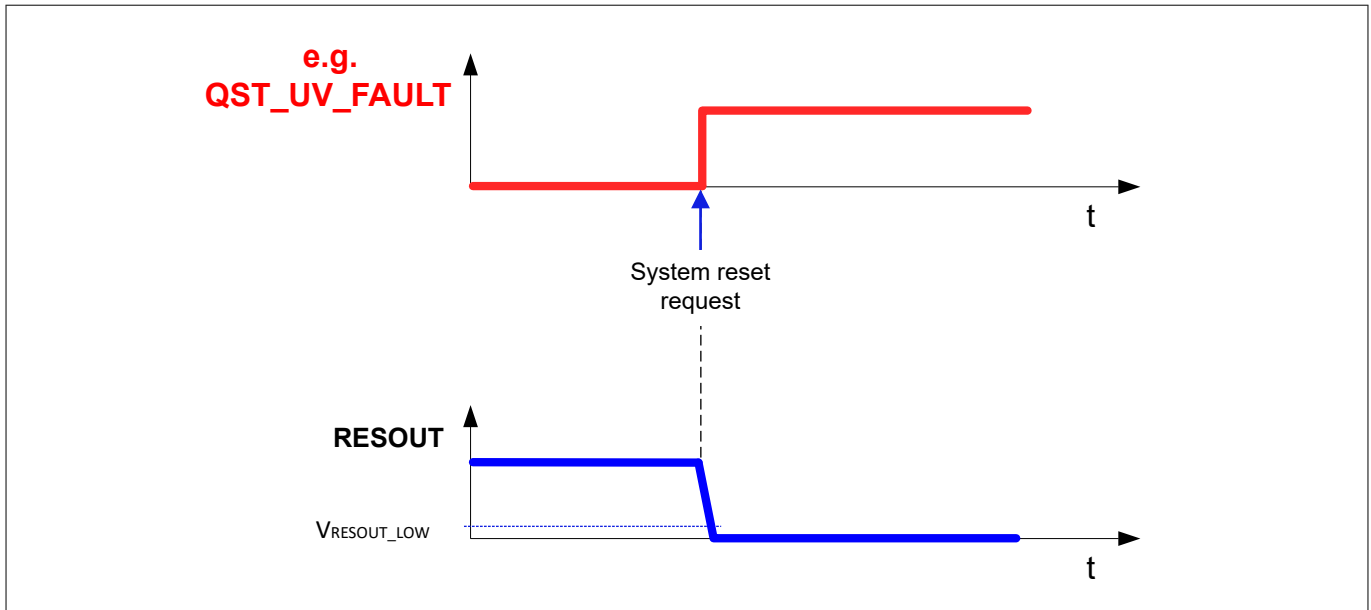 e.g.
QST_UV_FAULT
t
System reset
request
RESOUT
VRESOUT_LOW
t